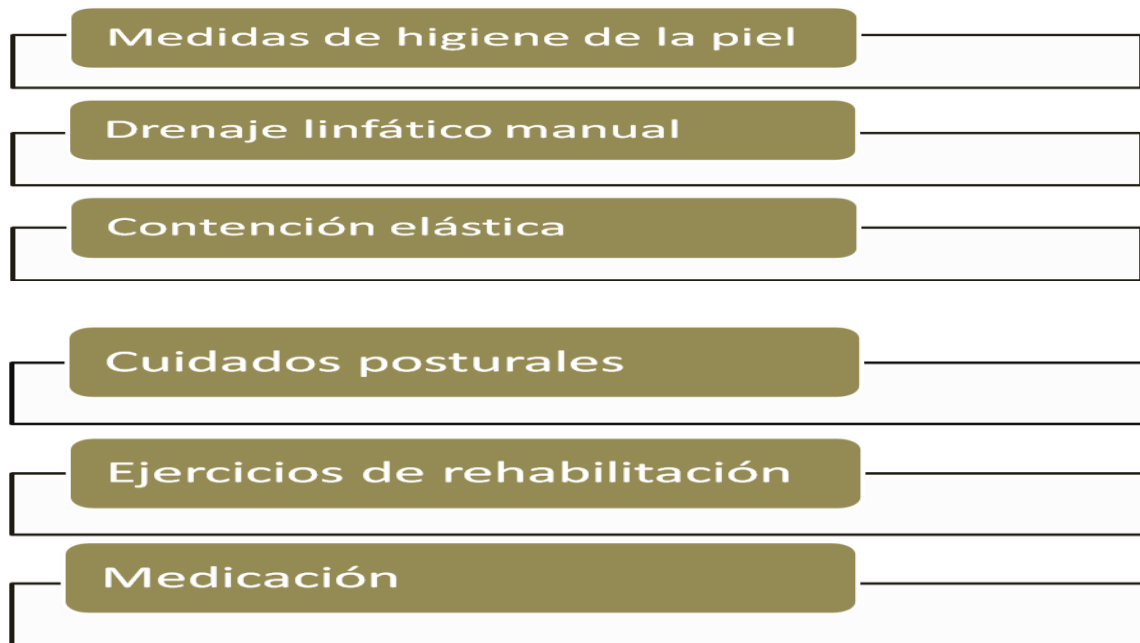 Medidas de higiene de la piel
Drenaje linfático manual
Contención elástica
Cuidados posturales
Ejercicios de rehabilitación
Medicación